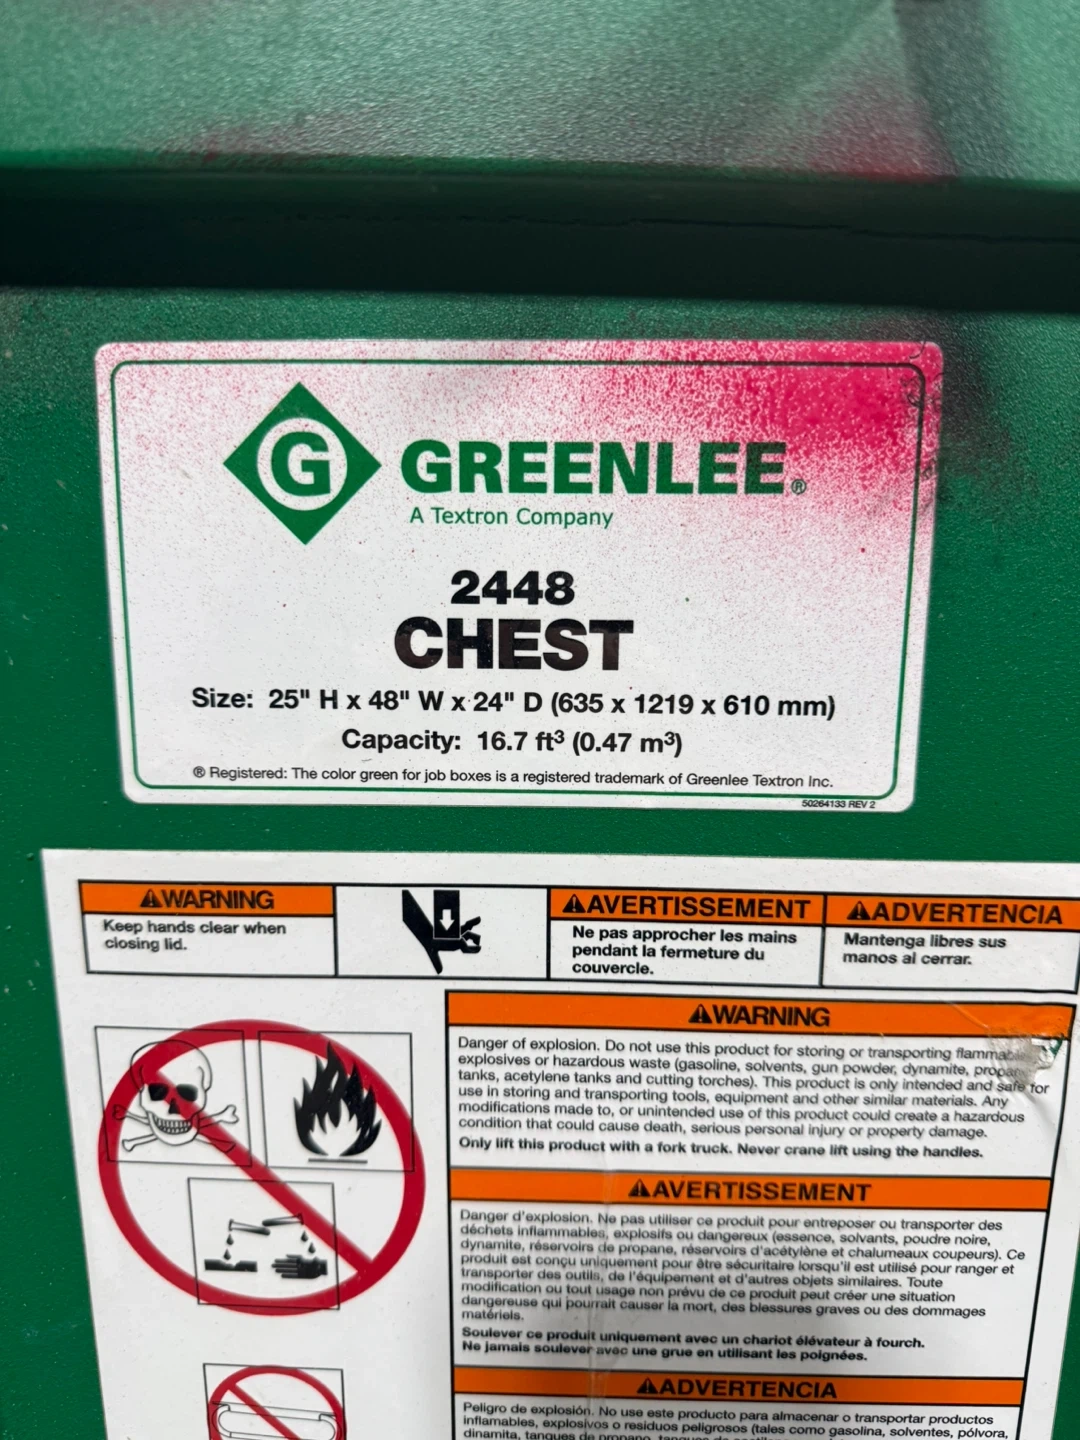 G GREENLEE®
A Textron Company
2448
CHEST
Size: 25" H x 48" W x 24" D (635 x 1219 x 610 mm)
Capacity: 16.7 ft³ (0.47 m³)
® Registered: The color green for job boxes is a registered trademark of Greenlee Textron Inc.
50264133 REV 2
⚠WARNING
Keep hands clear when
closing lid.
⚠AVERTISSEMENT
Ne pas approcher les mains
pendant la fermeture du
couvercle.
⚠ADVERTENCIA
Mantenga libres sus
manos al cerrar.
⚠WARNING
Danger of explosion. Do not use this product for storing or transporting
explosives or hazardous waste (gasoline, solvents, gun powder, dynamite,
tanks, acetylene tanks and cutting torches). This product is only intended and safe for
use in storing and transporting tools, equipment and other similar materials. Any
modifications made to, or unintended use of this product could create a hazardous
condition that could cause death, serious personal injury or property damage.
Only lift this product with a fork truck. Never crane lift using the handles.
⚠AVERTISSEMENT
Danger d'explosion. Ne pas utiliser ce produit pour entreposer ou transporter des
déchets inflammables, explosifs ou dangereux (essence, solvants, poudre noire,
dynamite, réservoirs de propane, réservoirs d'acétylène et chalumeaux coupeurs). Ce
produit est conçu uniquement pour être sécuritaire lorsqu'il est utilisé pour ranger et
transporter des outils, de l'équipement et d'autres objets similaires. Toute
modification ou tout usage non prévu de ce produit peut créer une situation
dangereuse qui pourrait causer la mort, des blessures graves ou des dommages
matériels.
Soulever ce produit uniquement avec un chariot élévateur à fourch.
Ne jamais soulever avec une grue en utilisant les poignées.
⚠ADVERTENCIA
Peligro de explosión. No use este producto para almacenar o transportar productos
inflamables, explosivos o residuos peligrosos (tales como gasolina, solventes, pólvora,
dinamita, tanques de propano,